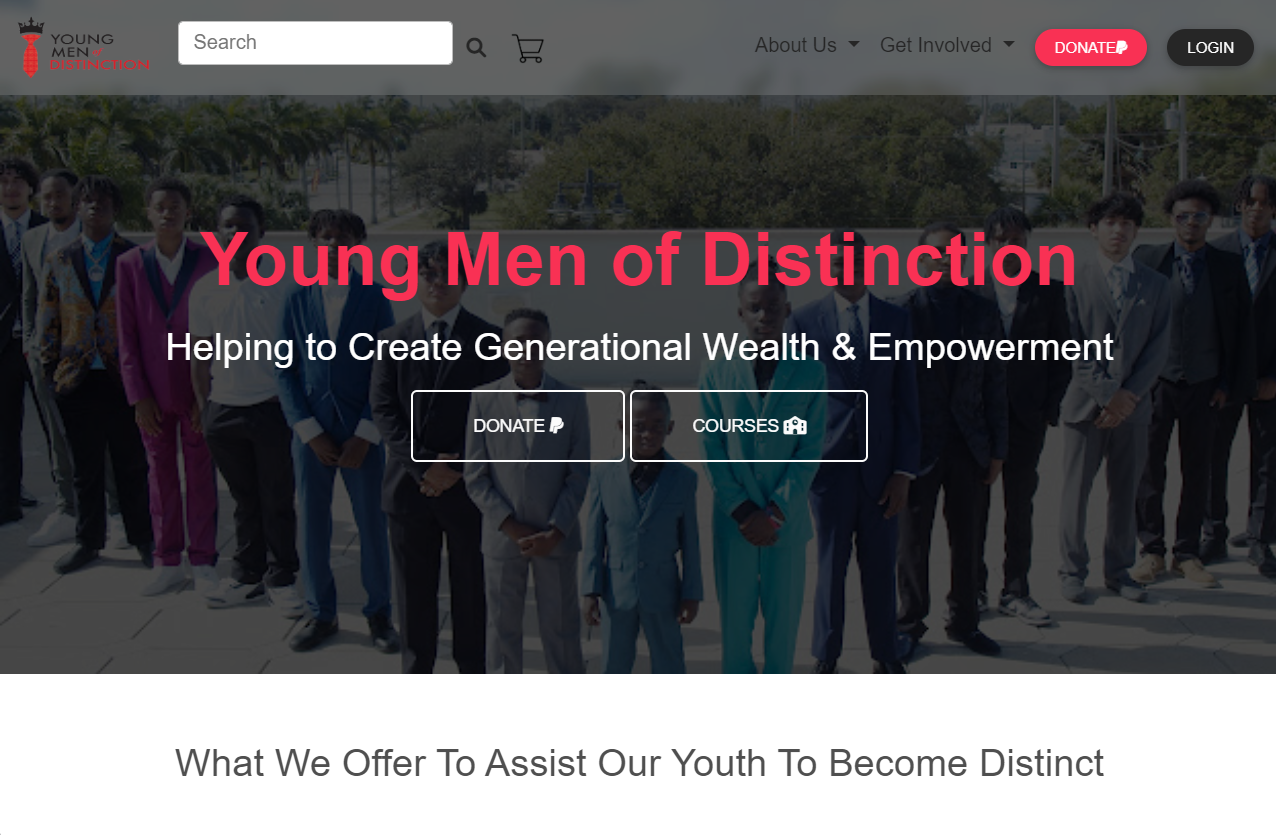 YOUNG
MEN of
DISTINCTION
Search
About Us
Get Involved
DONATE
LOGIN
Young Men of Distinction
Helping to Create Generational Wealth & Empowerment
DONATE
COURSES
What We Offer To Assist Our Youth To Become Distinct